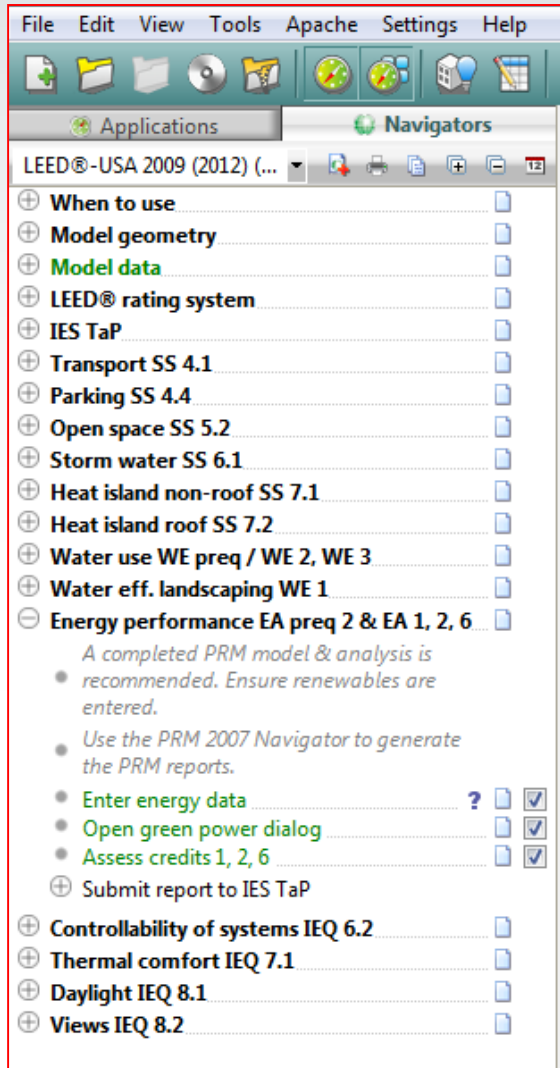 File Edit View Tools Apache Settings Help
Applications Navigators
LEED®-USA 2009 (2012) (...
12
When to use
Model geometry
Model data
LEED® rating system
IES TaP
Transport SS 4.1
Parking SS 4.4
Open space SS 5.2
Storm water SS 6.1
Heat island non-roof SS 7.1
Heat island roof SS 7.2
Water use WE preq / WE 2, WE 3
Water eff. landscaping WE 1
Energy performance EA preq 2 & EA 1, 2, 6
A completed PRM model & analysis is
recommended. Ensure renewables are
entered.
Use the PRM 2007 Navigator to generate
the PRM reports.
Enter energy data ?
Open green power dialog
Assess credits 1, 2, 6
Submit report to IES TaP
Controllability of systems IEQ 6.2
Thermal comfort IEQ 7.1
Daylight IEQ 8.1
Views IEQ 8.2